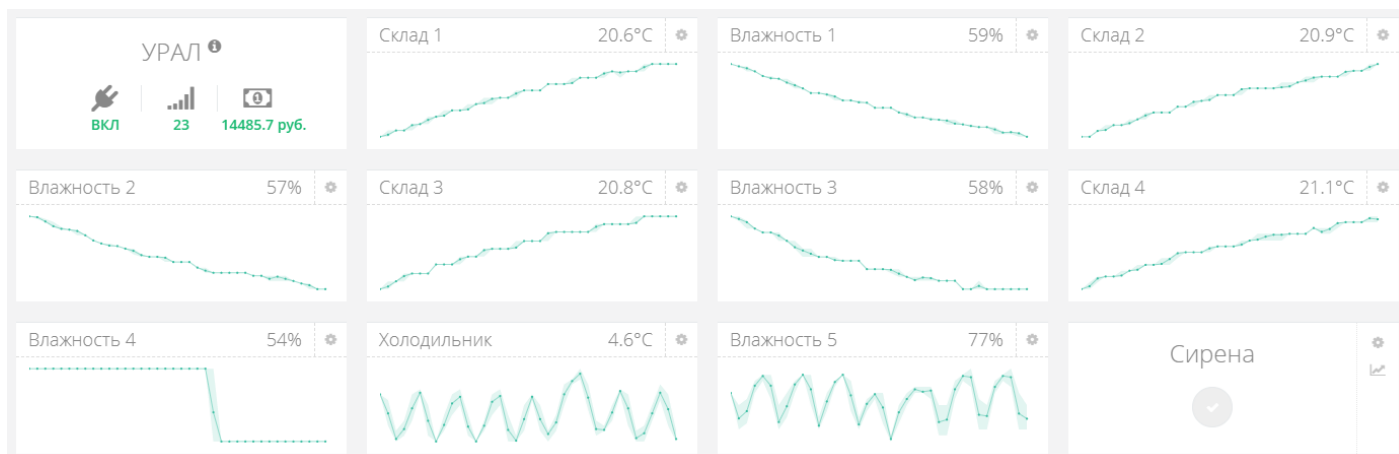 УРАЛ
ВКЛ 23 14485.7 руб.
Склад 1 20.6°C
Влажность 1 59%
Склад 2 20.9°C
Влажность 2 57%
Склад 3 20.8°C
Влажность 3 58%
Склад 4 21.1°C
Влажность 4 54%
Холодильник 4.6°C
Влажность 5 77%
Сирена